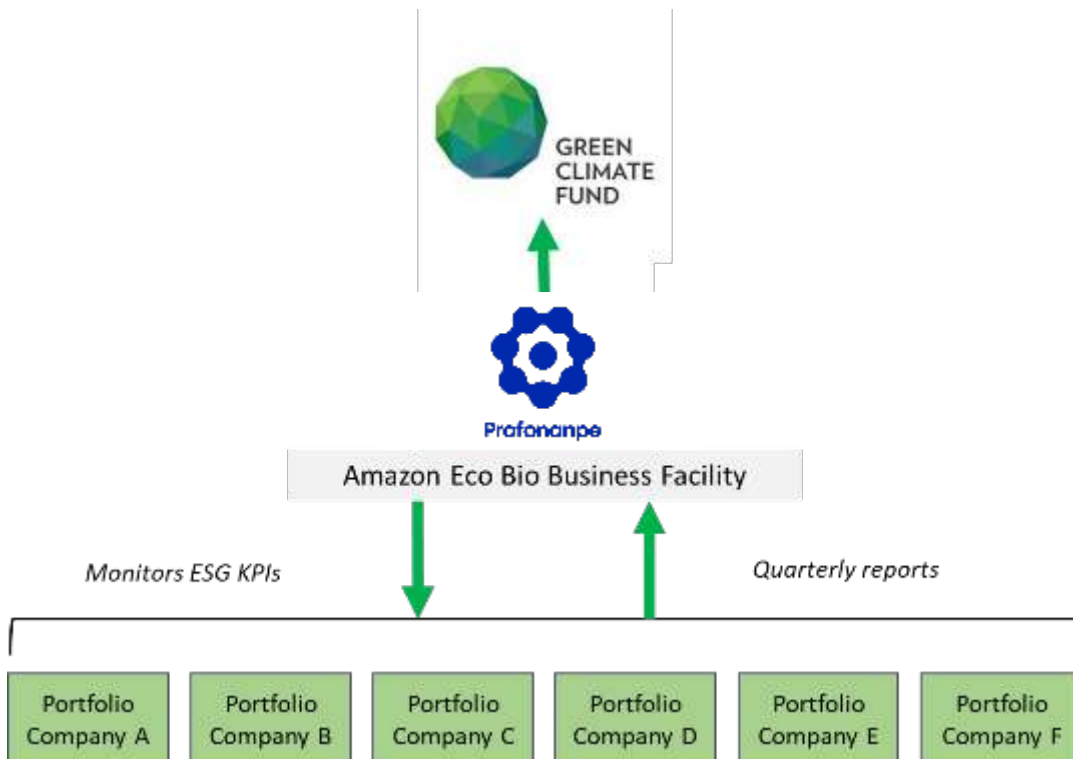 GREEN
CLIMATE
FUND
Profonanpe
Amazon Eco Bio Business Facility
Monitors ESG KPIs
Quarterly reports
Portfolio
Company A
Portfolio
Company B
Portfolio
Company C
Portfolio
Company D
Portfolio
Company E
Portfolio
Company F